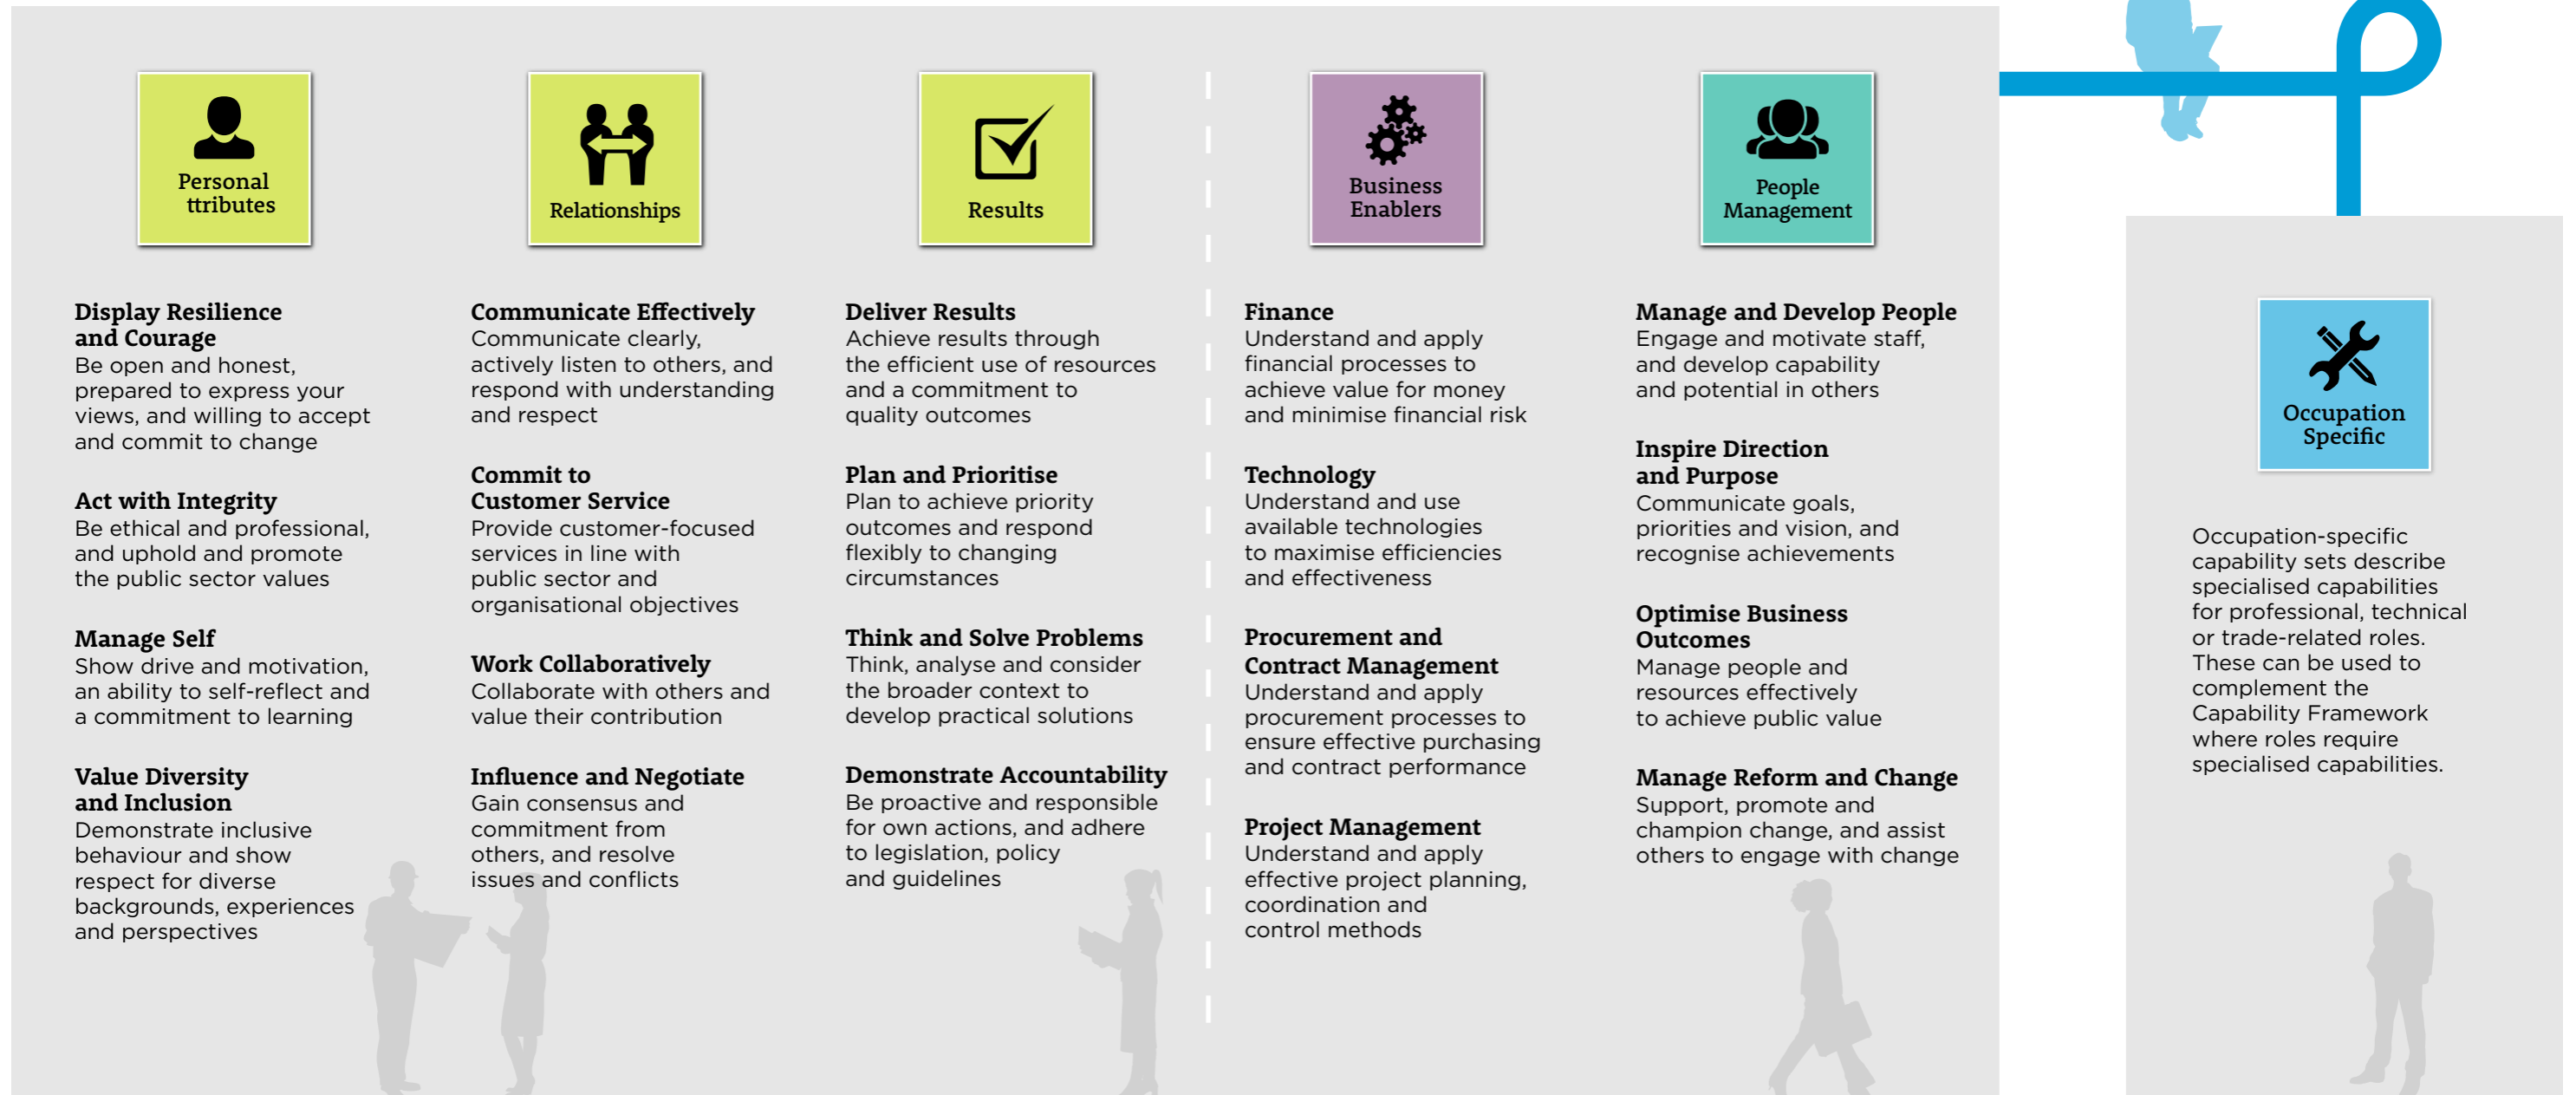 Personal
ttributes
Display Resilience
and Courage
Be open and honest,
prepared to express your
views, and willing to accept
and commit to change
Act with Integrity
Be ethical and professional,
and uphold and promote
the public sector values
Manage Self
Show drive and motivation,
an ability to self-reflect and
a commitment to learning
Value Diversity
and Inclusion
Demonstrate inclusive
behaviour and show
respect for diverse
backgrounds, experiences
and perspectives
Relationships
Communicate Effectively
Communicate clearly,
actively listen to others, and
respond with understanding
and respect
Commit to
Customer Service
Provide customer-focused
services in line with
public sector and
organisational objectives
Work Collaboratively
Collaborate with others and
value their contribution
Influence and Negotiate
Gain consensus and
commitment from
others, and resolve
issues and conflicts
Results
Deliver Results
Achieve results through
the efficient use of resources
and a commitment to
quality outcomes
Plan and Prioritise
Plan to achieve priority
outcomes and respond
flexibly to changing
circumstances
Think and Solve Problems
Think, analyse and consider
the broader context to
develop practical solutions
Demonstrate Accountability
Be proactive and responsible
for own actions, and adhere
to legislation, policy
and guidelines
Business
Enablers
Finance
Understand and apply
financial processes to
achieve value for money
and minimise financial risk
Technology
Understand and use
available technologies
to maximise efficiencies
and effectiveness
Procurement and
Contract Management
Understand and apply
procurement processes to
ensure effective purchasing
and contract performance
Project Management
Understand and apply
effective project planning,
coordination and
control methods
People
Management
Manage and Develop People
Engage and motivate staff,
and develop capability
and potential in others
Inspire Direction
and Purpose
Communicate goals,
priorities and vision, and
recognise achievements
Optimise Business
Outcomes
Manage people and
resources effectively
to achieve public value
Manage Reform and Change
Support, promote and
champion change, and assist
others to engage with change
Occupation
Specific
Occupation-specific
capability sets describe
specialised capabilities
for professional, technical
or trade-related roles.
These can be used to
complement the
Capability Framework
where roles require
specialised capabilities.